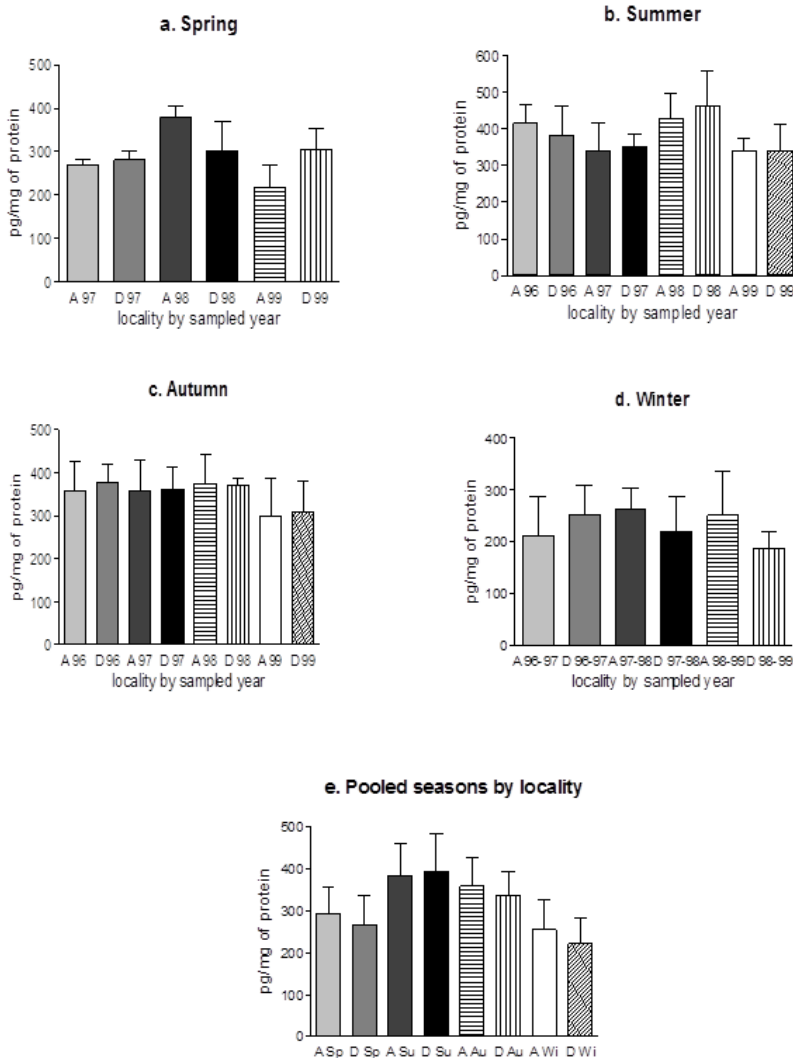 a. Spring
500
400
300
200
100
0
pg/mg of protein
A 97 D 97 A 98 D 98 A 99 D 99
locality by sampled year
b. Summer
600
500
400
300
200
100
0
pg/mg of protein
A 96 D 96 A 97 D 97 A 98 D 98 A 99 D 99
locality by sampled year
c. Autumn
500
400
300
200
100
0
pg/mg of protein
A 96 D 96 A 97 D 97 A 98 D 98 A 99 D 99
locality by sampled year
d. Winter
400
300
200
100
0
pg/mg of protein
A 96-97 D 96-97 A 97-98 D 97-98 A 98-99 D 98-99
locality by sampled year
e. Pooled seasons by locality
500
400
300
200
100
0
pg/mg of protein
A Sp D Sp A Su D Su A Au D Au A Wi D Wi